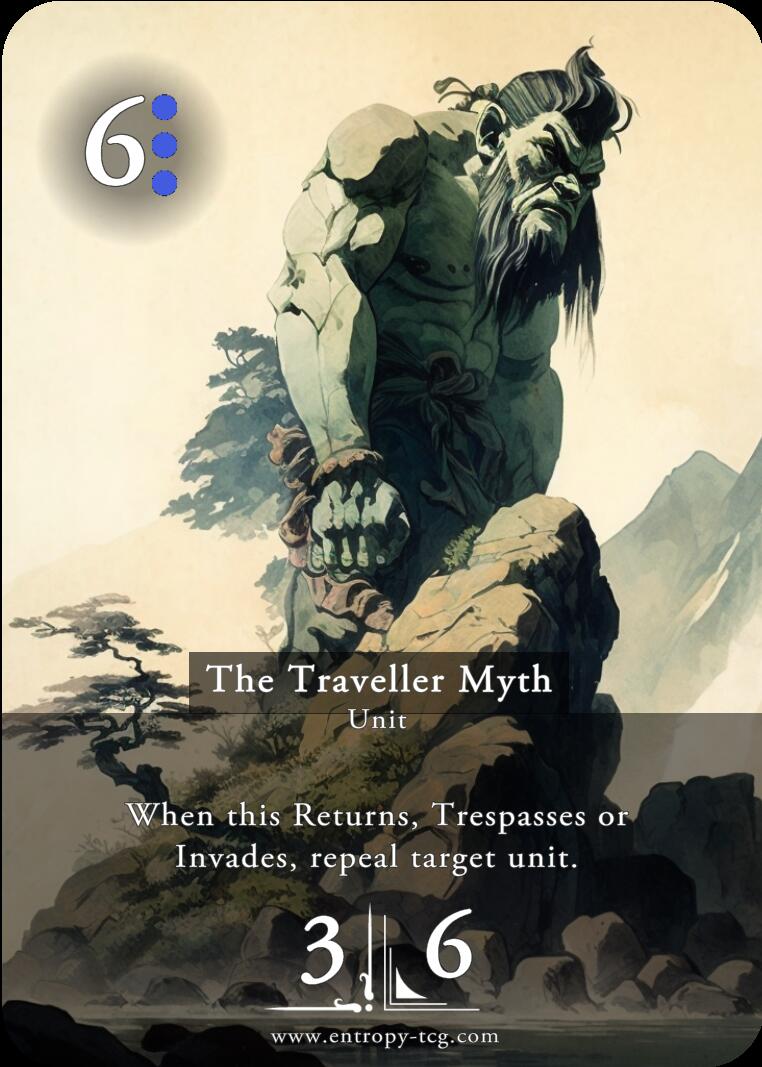 6
The Traveller Myth
Unit
When this Returns, Trespasses or
Invades, repeal target unit.
3 6
www.entropy-tcg.com